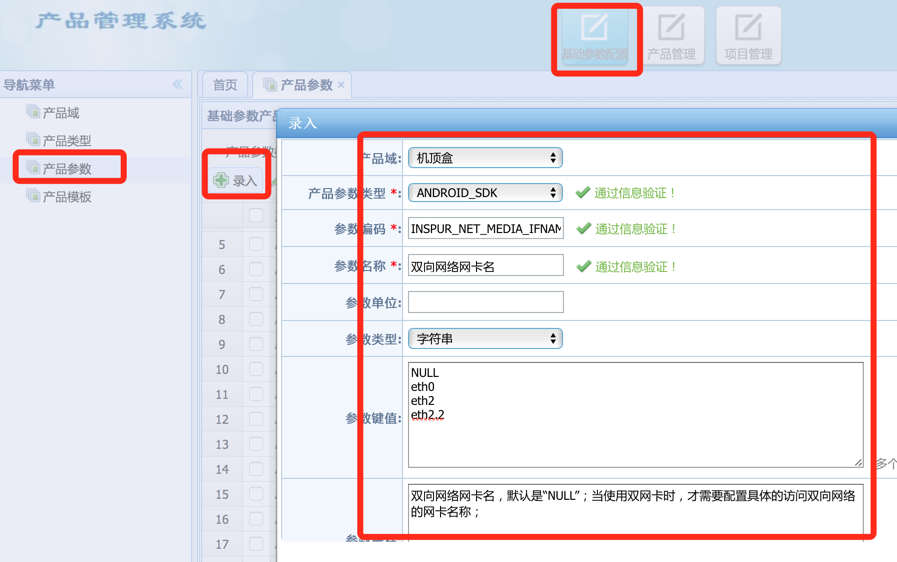 产品管理系统
基础参数配置
产品管理
项目管理
导航菜单
产品域
产品类型
产品参数
产品模板
首页
产品参数
基础参数产品
产品参数
录入
录入
5
6
7
8
9
10
11
12
13
14
15
16
17
产品域:
机顶盒
产品参数类型 *:
ANDROID_SDK
通过信息验证！
参数编码 *:
INSPUR_NET_MEDIA_IFNAM
通过信息验证！
参数名称 *:
双向网络网卡名
通过信息验证！
参数单位:
参数类型:
字符串
参数键值:
NULL
eth0
eth2
eth2.2
多个
双向网络网卡名，默认是“NULL”；当使用双网卡时，才需要配置具体的访问双向网络
的网卡名称；